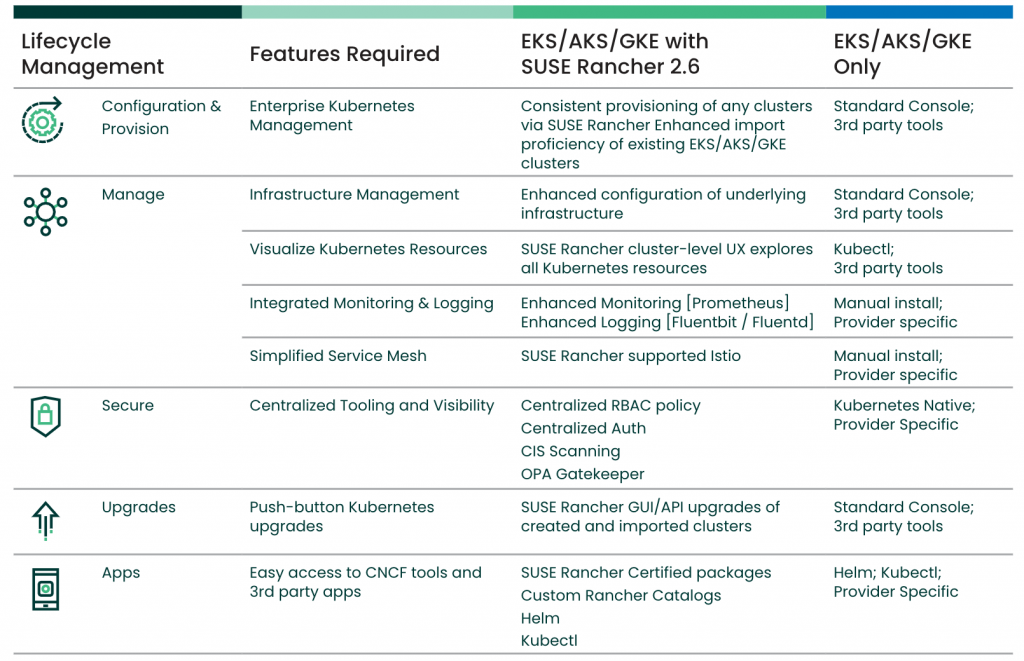 Lifecycle
Management
Features Required
EKS/AKS/GKE with
SUSE Rancher 2.6
EKS/AKS/GKE
Only
Configuration &
Provision
Enterprise Kubernetes
Management
Consistent provisioning of any clusters
via SUSE Rancher Enhanced import
proficiency of existing EKS/AKS/GKE
clusters
Standard Console;
3rd party tools
Manage
Infrastructure Management
Enhanced configuration of underlying
infrastructure
Standard Console;
3rd party tools
Visualize Kubernetes Resources
SUSE Rancher cluster-level UX explores
all Kubernetes resources
Kubectl;
3rd party tools
Integrated Monitoring & Logging
Enhanced Monitoring [Prometheus]
Enhanced Logging [Fluentbit / Fluentd]
Manual install;
Provider specific
Simplified Service Mesh
SUSE Rancher supported Istio
Manual install;
Provider specific
Secure
Centralized Tooling and Visibility
Centralized RBAC policy
Centralized Auth
CIS Scanning
OPA Gatekeeper
Kubernetes Native;
Provider Specific
Upgrades
Push-button Kubernetes
upgrades
SUSE Rancher GUI/API upgrades of
created and imported clusters
Standard Console;
3rd party tools
Apps
Easy access to CNCF tools and
3rd party apps
SUSE Rancher Certified packages
Custom Rancher Catalogs
Helm
Kubectl
Helm; Kubectl;
Provider Specific